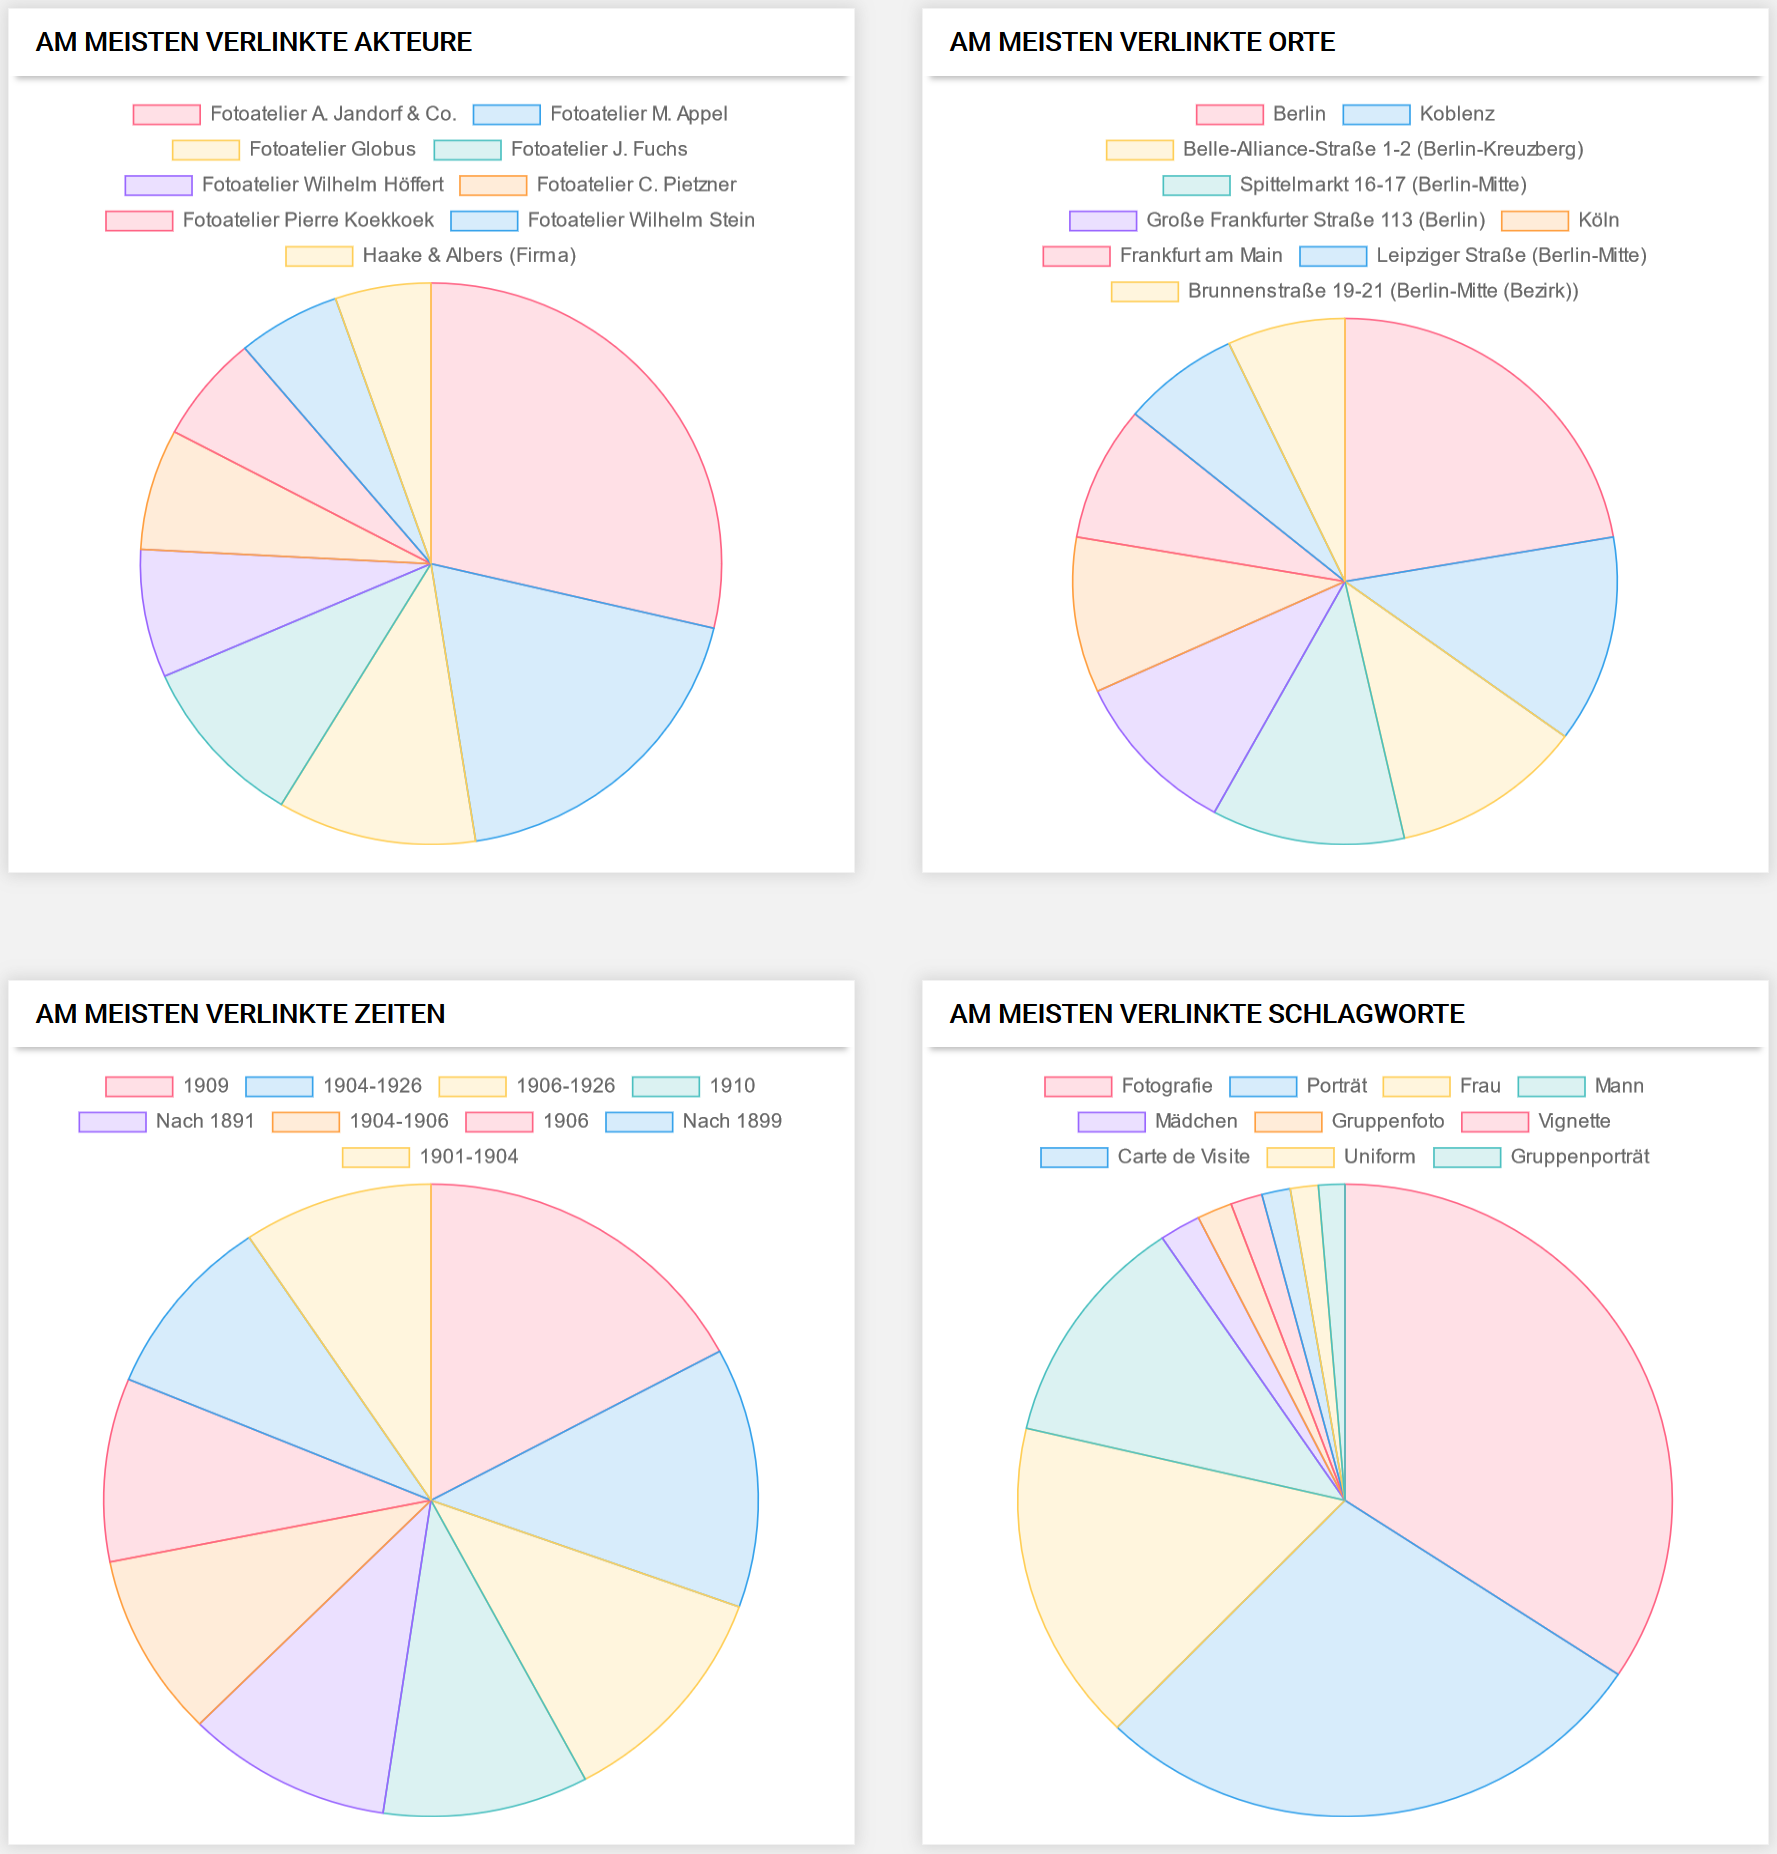 AM MEISTEN VERLINKTE AKTEURE
Fotoatelier A. Jandorf & Co. Fotoatelier M. Appel
Fotoatelier Globus Fotoatelier J. Fuchs
Fotoatelier Wilhelm Höffert Fotoatelier C. Pietzner
Fotoatelier Pierre Koekkoek Fotoatelier Wilhelm Stein
Haake & Albers (Firma)
AM MEISTEN VERLINKTE ORTE
Berlin Koblenz
Belle-Alliance-Straße 1-2 (Berlin-Kreuzberg)
Spittelmarkt 16-17 (Berlin-Mitte)
Große Frankfurter Straße 113 (Berlin) Köln
Frankfurt am Main Leipziger Straße (Berlin-Mitte)
Brunnenstraße 19-21 (Berlin-Mitte (Bezirk))
AM MEISTEN VERLINKTE ZEITEN
1909 1904-1926 1906-1926 1910
Nach 1891 1904-1906 1906 Nach 1899
1901-1904
AM MEISTEN VERLINKTE SCHLAGWORTE
Fotografie Porträt Frau Mann
Mädchen Gruppenfoto Vignette
Carte de Visite Uniform Gruppenporträt